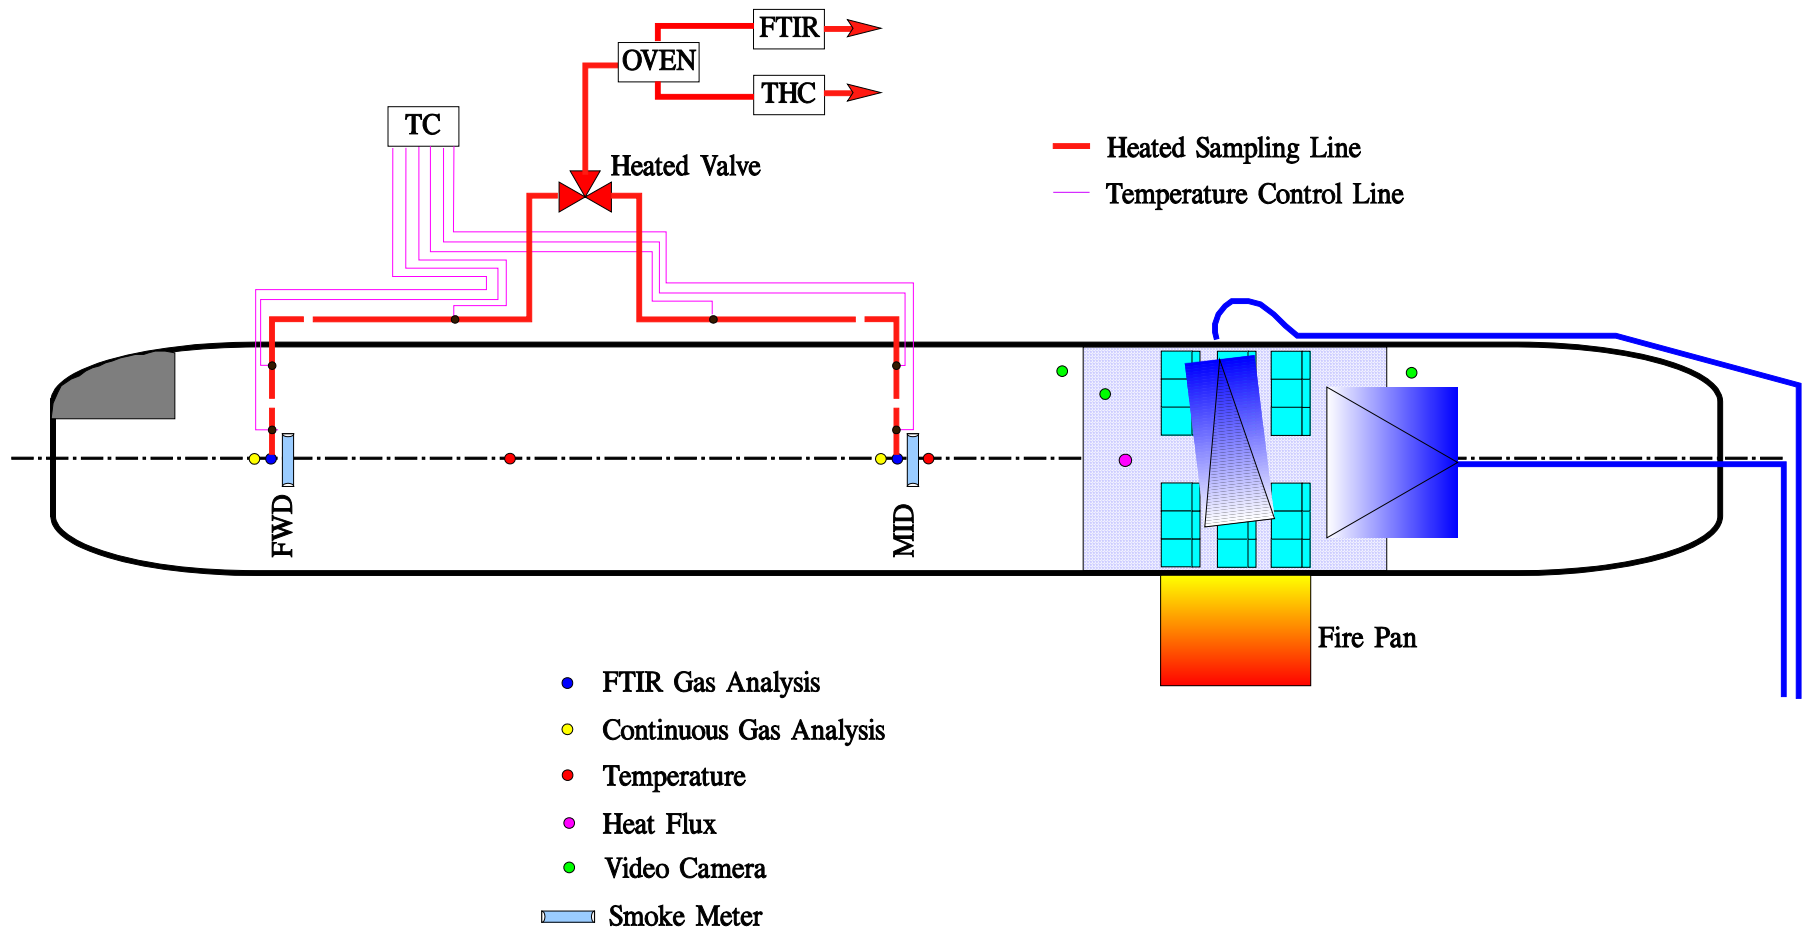 FTIR
OVEN
THC
TC
Heated Valve
Heated Sampling Line
Temperature Control Line
FWD
MID
Fire Pan
FTIR Gas Analysis
Continuous Gas Analysis
Temperature
Heat Flux
Video Camera
Smoke Meter